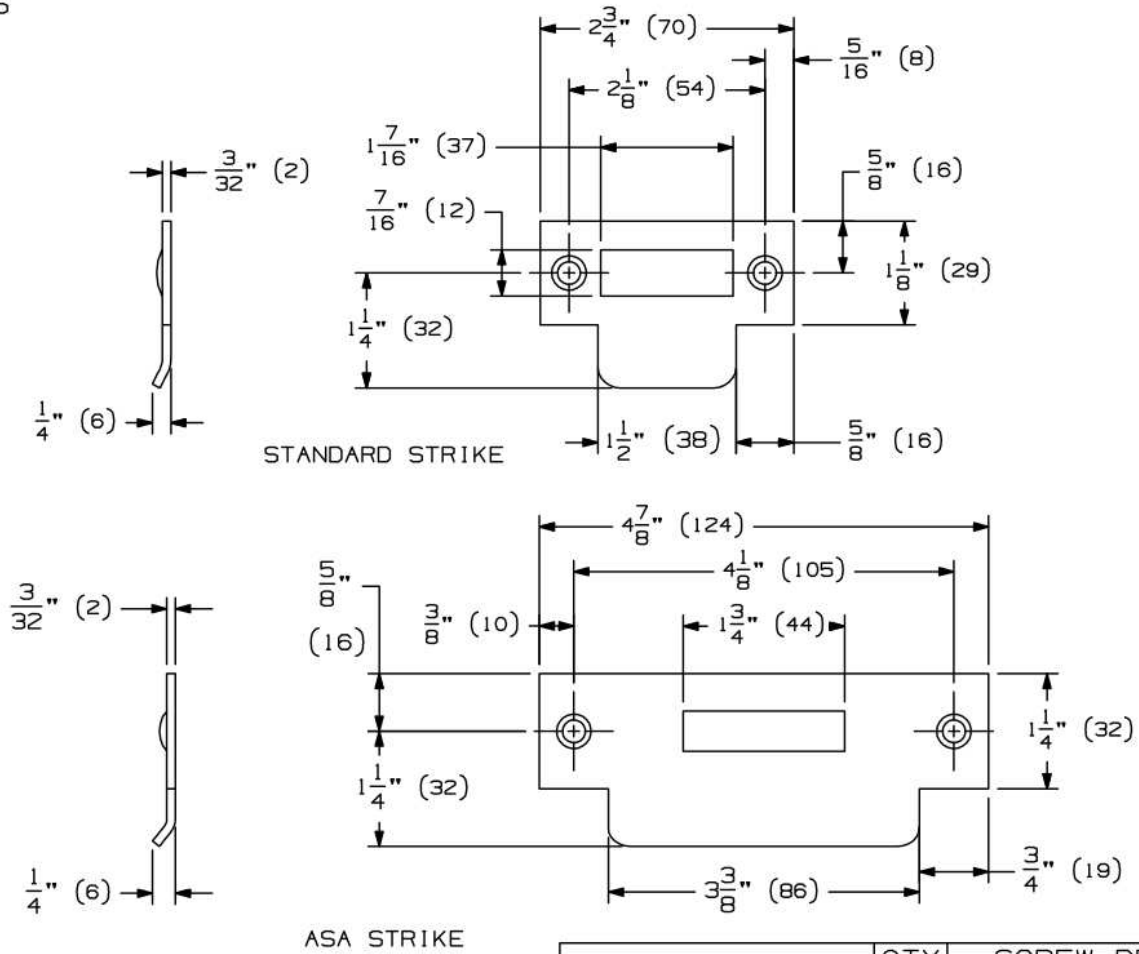 2 3/4" (70)
5/16" (8)
2 1/8" (54)
1 7/16" (37)
3/32" (2)
5/8" (16)
7/16" (12)
1 1/8" (29)
1 1/4" (32)
1/4" (6)
1 1/2" (38)
5/8" (16)
STANDARD STRIKE
4 7/8" (124)
5/8" (16)
4 1/8" (105)
3/32" (2)
3/8" (10)
1 3/4" (44)
1 1/4" (32)
1 1/4" (32)
1/4" (6)
3 3/8" (86)
3/4" (19)
ASA STRIKE